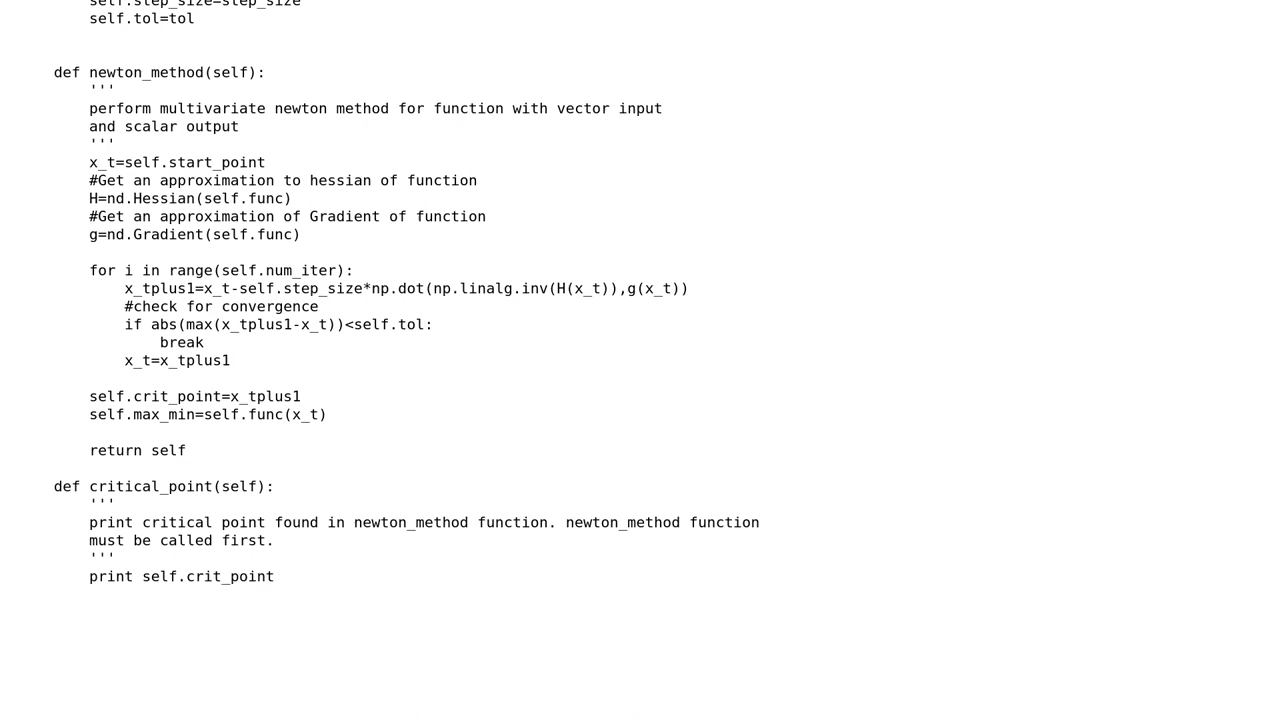 self.step_size=step_size
self.tol=tol
def newton_method(self):
'''
perform multivariate newton method for function with vector input
and scalar output
'''
x_t=self.start_point
#Get an approximation to hessian of function
H=nd.Hessian(self.func)
#Get an approximation of Gradient of function
g=nd.Gradient(self.func)
for i in range(self.num_iter):
x_tplus1=x_t-self.step_size*np.dot(np.linalg.inv(H(x_t)),g(x_t))
#check for convergence
if abs(max(x_tplus1-x_t))<self.tol:
break
x_t=x_tplus1
self.crit_point=x_tplus1
self.max_min=self.func(x_t)
return self
def critical_point(self):
'''
print critical point found in newton_method function. newton_method function
must be called first.
'''
print self.crit_point